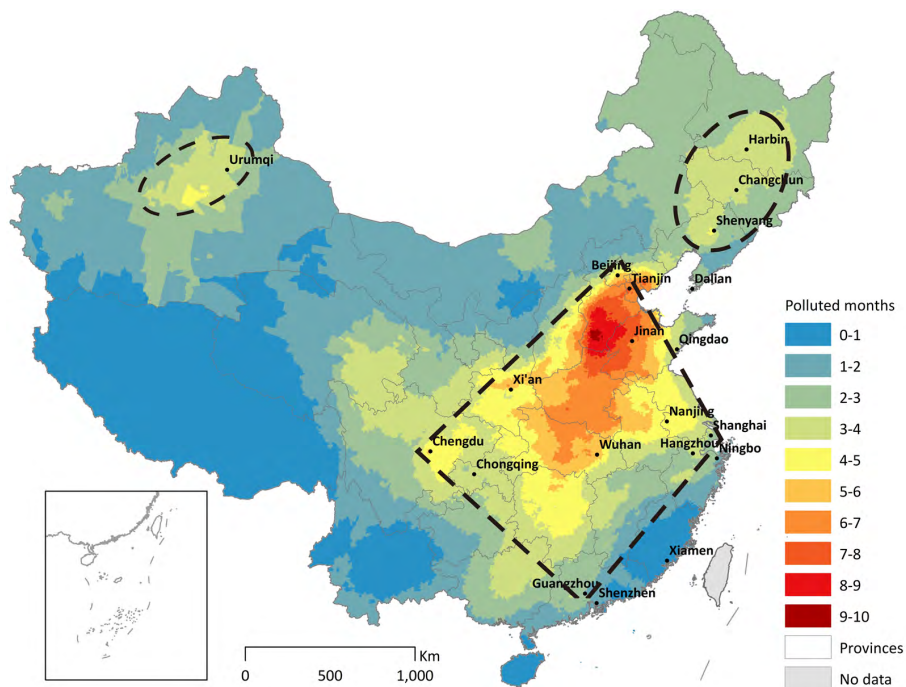 Urumqi
Harbin
Changchun
Shenyang
Beijing
Tianjin
Dalian
Jinan
Qingdao
Xi'an
Nanjing
Shanghai
Chengdu
Wuhan
Hangzhou
Ningbo
Chongqing
Xiamen
Guangzhou
Shenzhen
Polluted months
0-1
1-2
2-3
3-4
4-5
5-6
6-7
7-8
8-9
9-10
Provinces
No data
Km
0 500 1,000